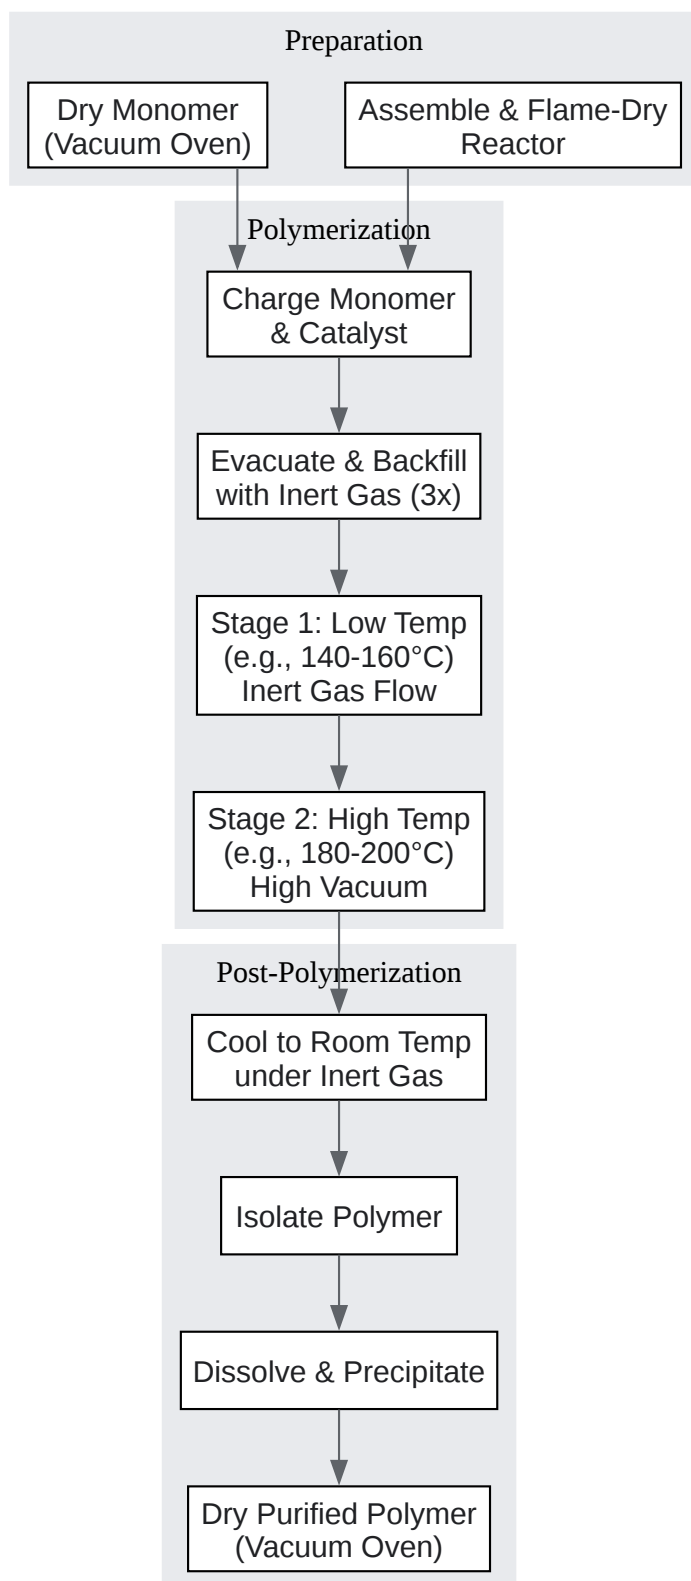 Preparation
Dry Monomer
(Vacuum Oven)
Assemble & Flame-Dry
Reactor
Polymerization
Charge Monomer
& Catalyst
Evacuate & Backfill
with Inert Gas (3x)
Stage 1: Low Temp
(e.g., 140-160°C)
Inert Gas Flow
Stage 2: High Temp
(e.g., 180-200°C)
High Vacuum
Post-Polymerization
Cool to Room Temp
under Inert Gas
Isolate Polymer
Dissolve & Precipitate
Dry Purified Polymer
(Vacuum Oven)